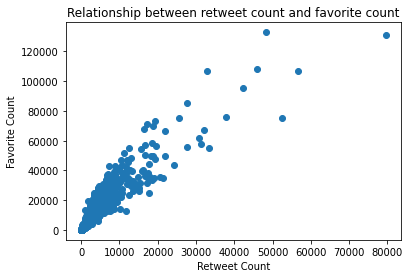 Relationship between retweet count and favorite count
Favorite Count
120000
100000
80000
60000
40000
20000
0
0 10000 20000 30000 40000 50000 60000 70000 80000
Retweet Count